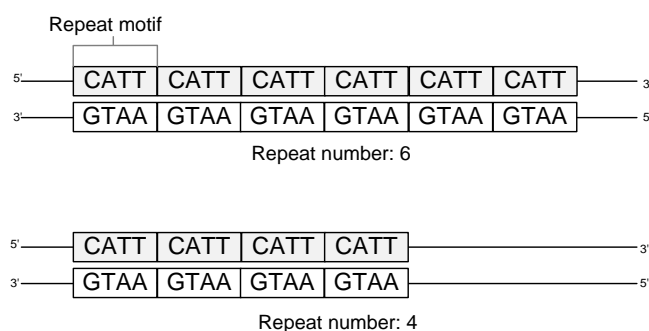 Repeat motif
5' CATT CATT CATT CATT CATT CATT 3'
3' GTAA GTAA GTAA GTAA GTAA GTAA 5'
Repeat number: 6
5' CATT CATT CATT CATT 3'
3' GTAA GTAA GTAA GTAA 5'
Repeat number: 4